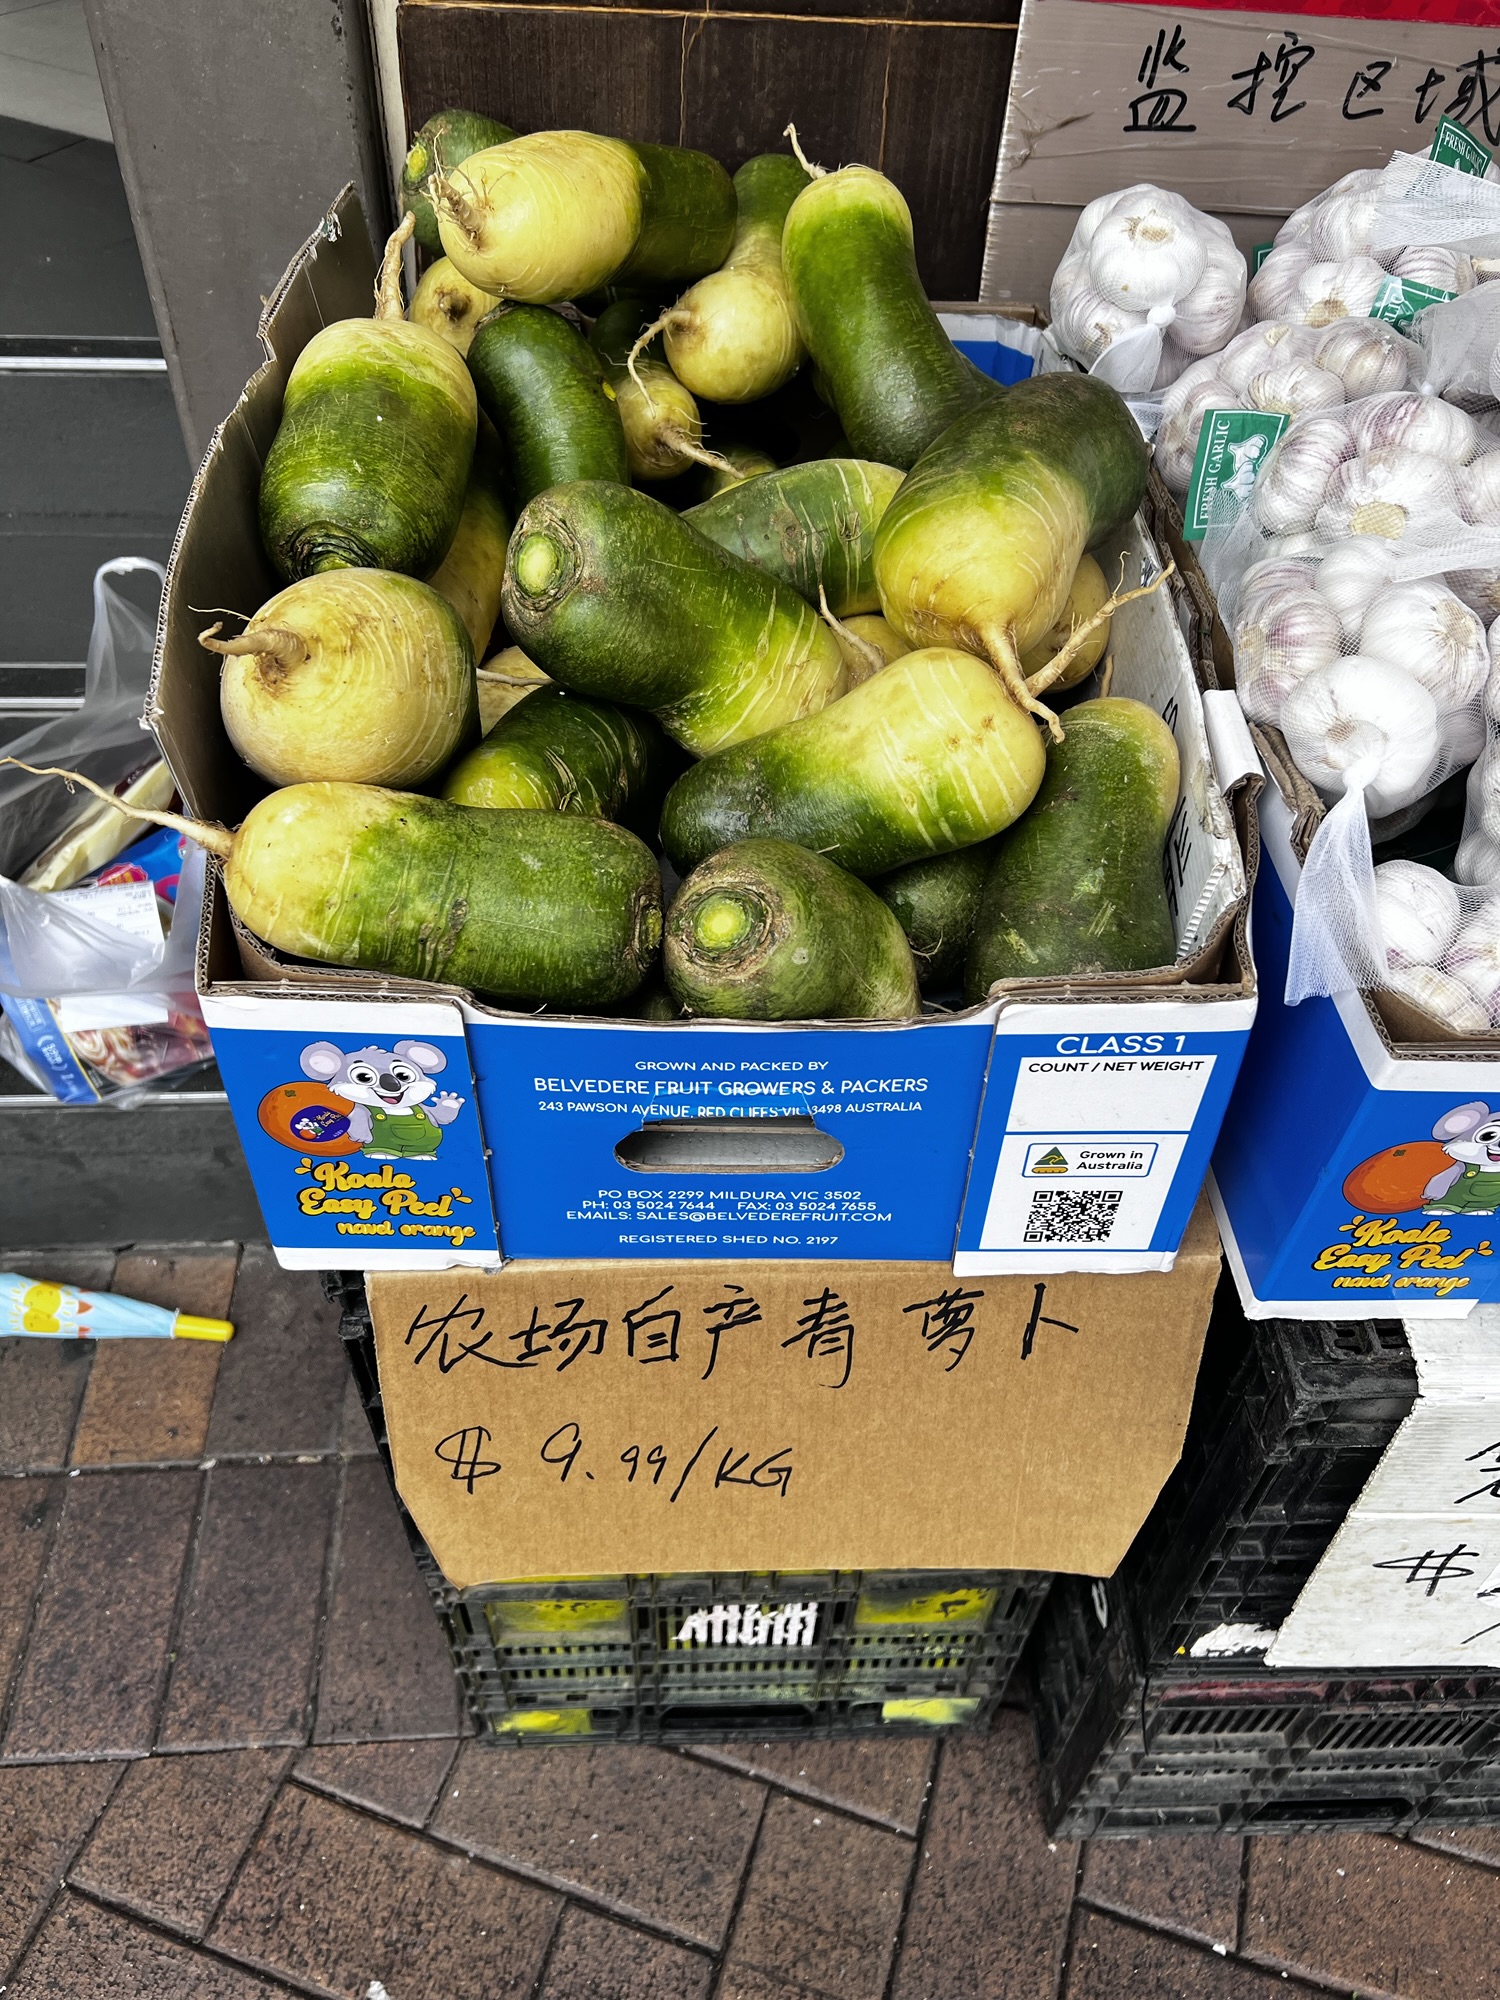 监控区域
FRESH GARLIC
FRESH GARLIC
CLASS 1
COUNT / NET WEIGHT
GROWN AND PACKED BY
BELVEDERE FRUIT GROWERS & PACKERS
243 PAWSON AVENUE, RED CLIFFS VIC 3498 AUSTRALIA
Grown in
Australia
Koala
Easy Peel
navel orange
PO BOX 2299 MILDURA VIC 3502
PH: 03 5024 7644 FAX: 03 5024 7655
EMAILS: SALES@BELVEDEREFRUIT.COM
REGISTERED SHED NO. 2197
Koala
Easy Peel
navel orange
农场自产青萝卜
$ 9.99/KG
$